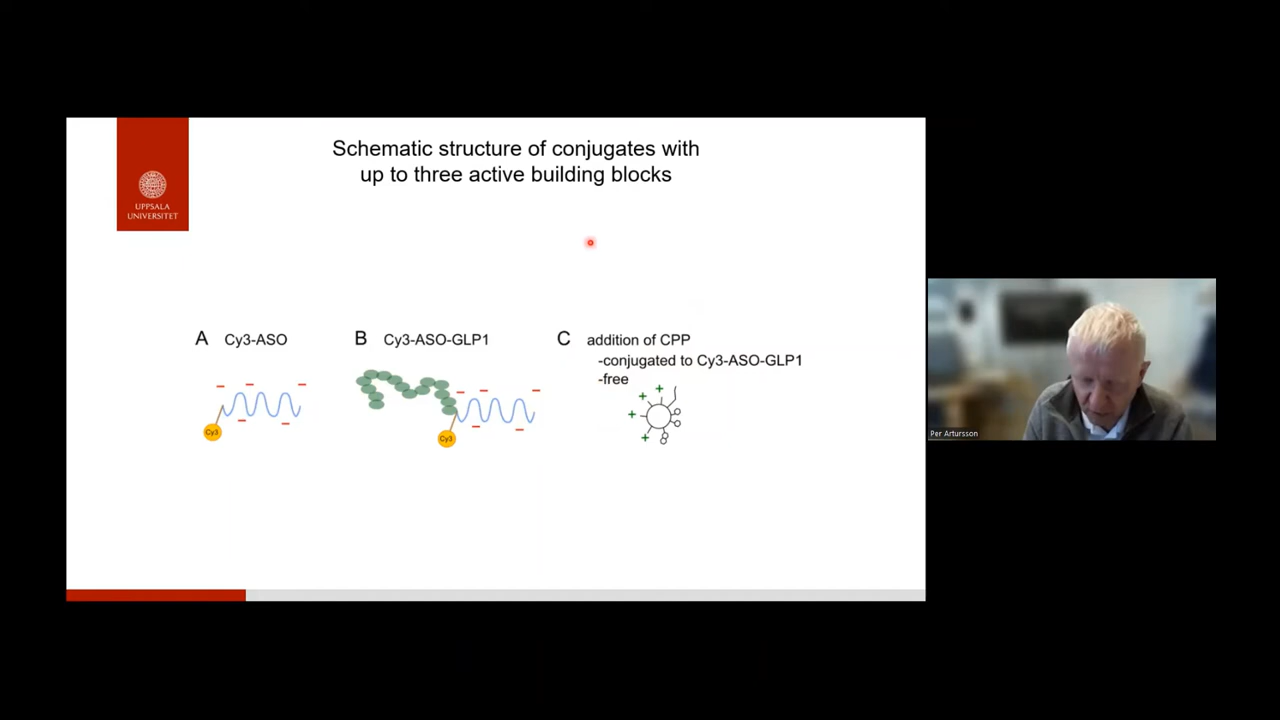 Schematic structure of conjugates with
up to three active building blocks
UPPSALA
UNIVERSITET
A Cy3-ASO
B Cy3-ASO-GLP1
C addition of CPP
-conjugated to Cy3-ASO-GLP1
-free
Cy3
Cy3
Per Artursson